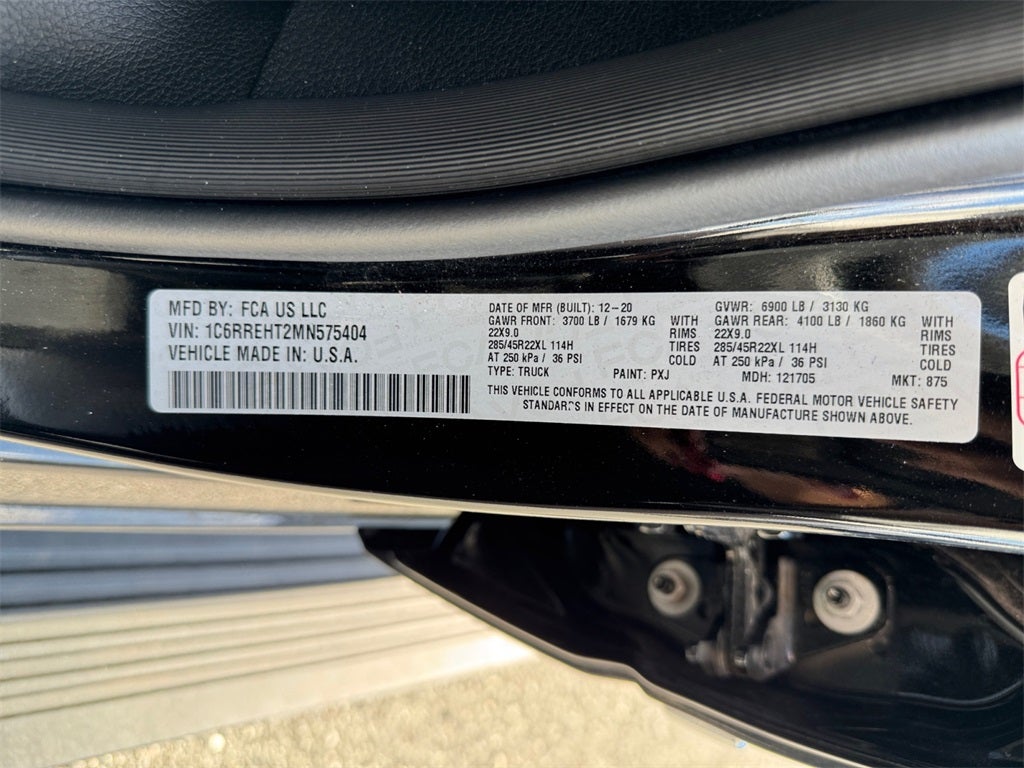 MFD BY: FCA US LLC
VIN: 1C6RREHT2MN575404
VEHICLE MADE IN: U.S.A.
DATE OF MFR (BUILT): 12-20
GAWR FRONT: 3700 LB / 1679 KG WITH
22X9.0 RIMS
285/45R22XL 114H TIRES
AT 250 kPa / 36 PSI COLD
TYPE: TRUCK PAINT: PXJ
GVWR: 6900 LB / 3130 KG
GAWR REAR: 4100 LB / 1860 KG WITH
22X9.0 RIMS
285/45R22XL 114H TIRES
AT 250 kPa / 36 PSI COLD
MDH: 121705 MKT: 875
THIS VEHICLE CONFORMS TO ALL APPLICABLE U.S.A. FEDERAL MOTOR VEHICLE SAFETY
STANDARDS IN EFFECT ON THE DATE OF MANUFACTURE SHOWN ABOVE.